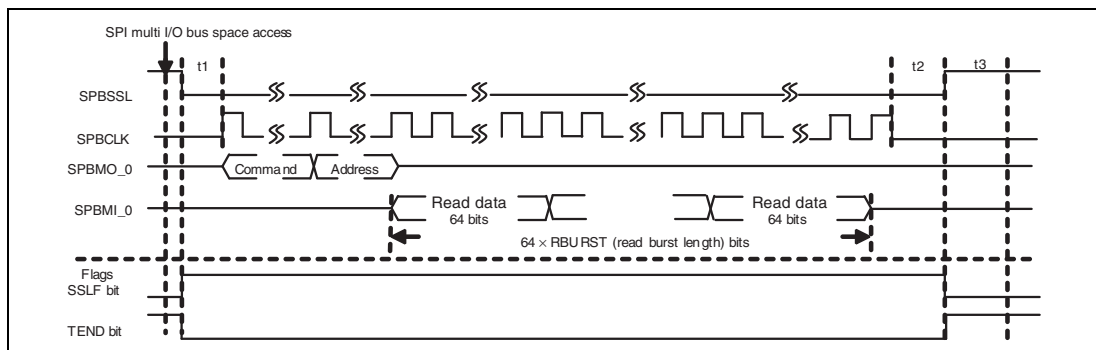 SPI multi I/O bus space access
t1
t2
t3
SPBSSL
SPBCLK
SPBMO_0
Command
Address
SPBMI_0
Read data
64 bits
Read data
64 bits
64 × RBURST (read burst length) bits
Flags
SSLF bit
TEND bit